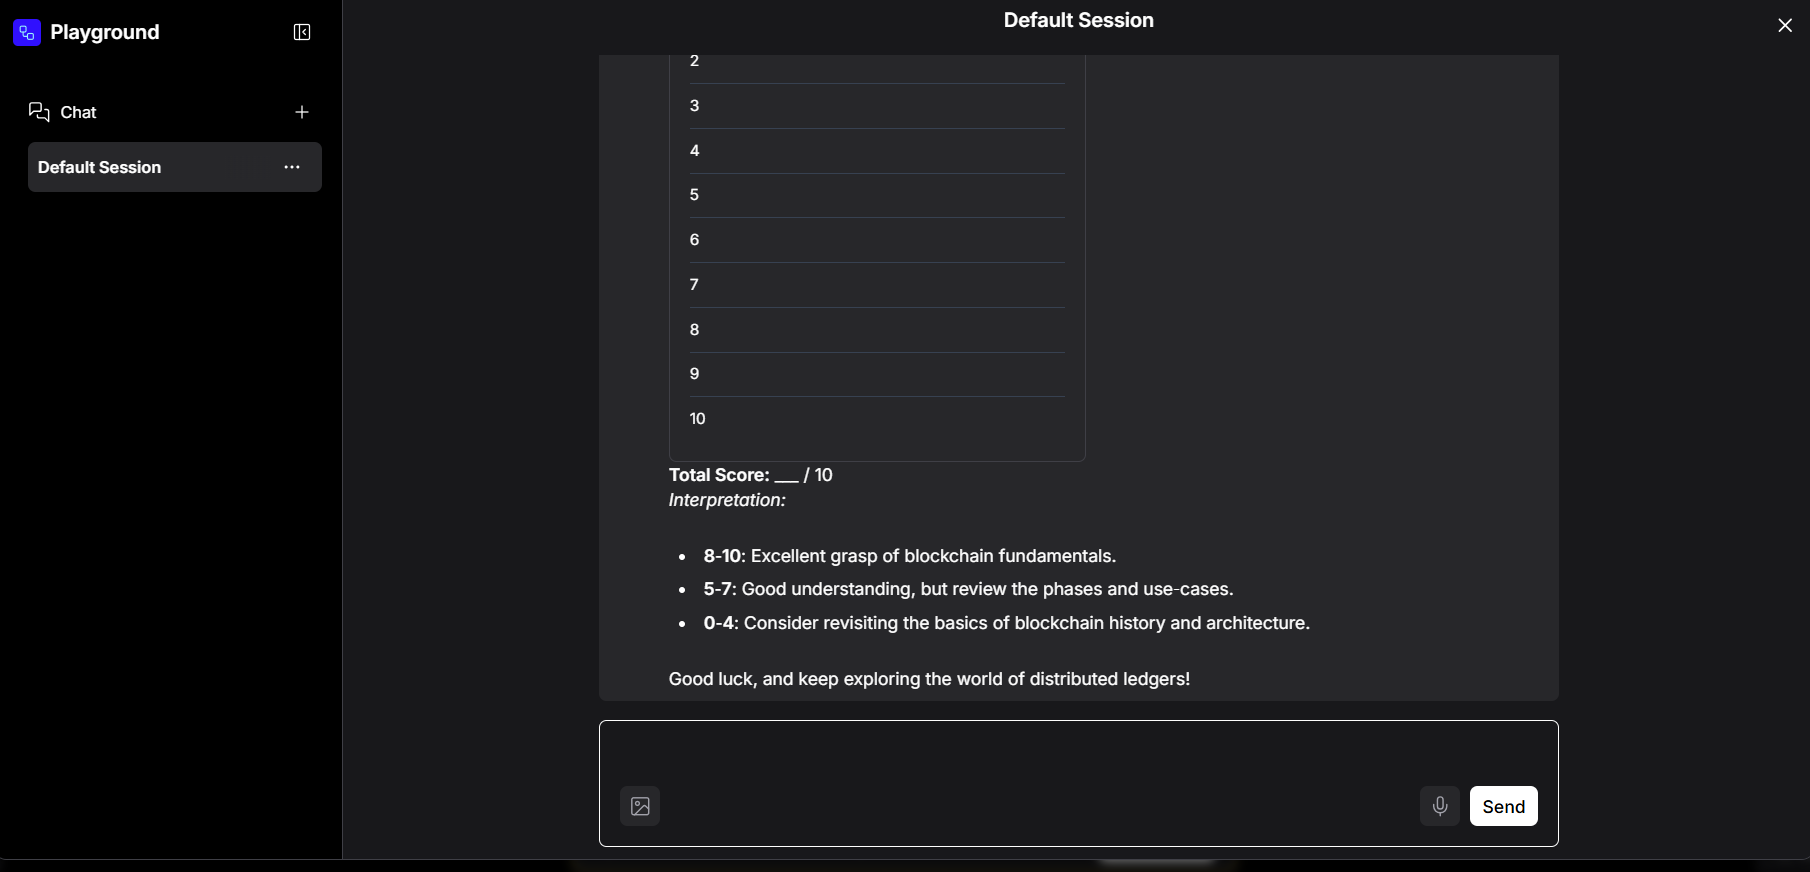 Playground
Chat
Default Session
Default Session
2
3
4
5
6
7
8
9
10
Total Score: ___ / 10
Interpretation:
• 8-10: Excellent grasp of blockchain fundamentals.
• 5-7: Good understanding, but review the phases and use-cases.
• 0-4: Consider revisiting the basics of blockchain history and architecture.
Good luck, and keep exploring the world of distributed ledgers!
Send